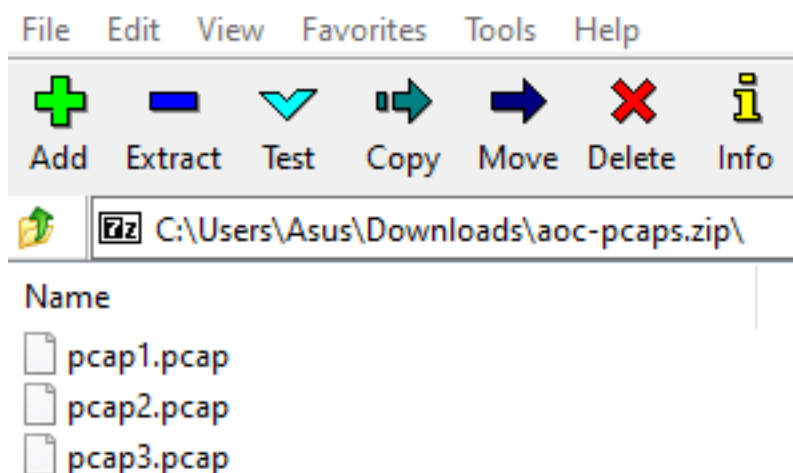 File Edit View Favorites Tools Help
Add Extract Test Copy Move Delete Info
7z C:\Users\Asus\Downloads\aoc-pcaps.zip\
Name
pcap1.pcap
pcap2.pcap
pcap3.pcap